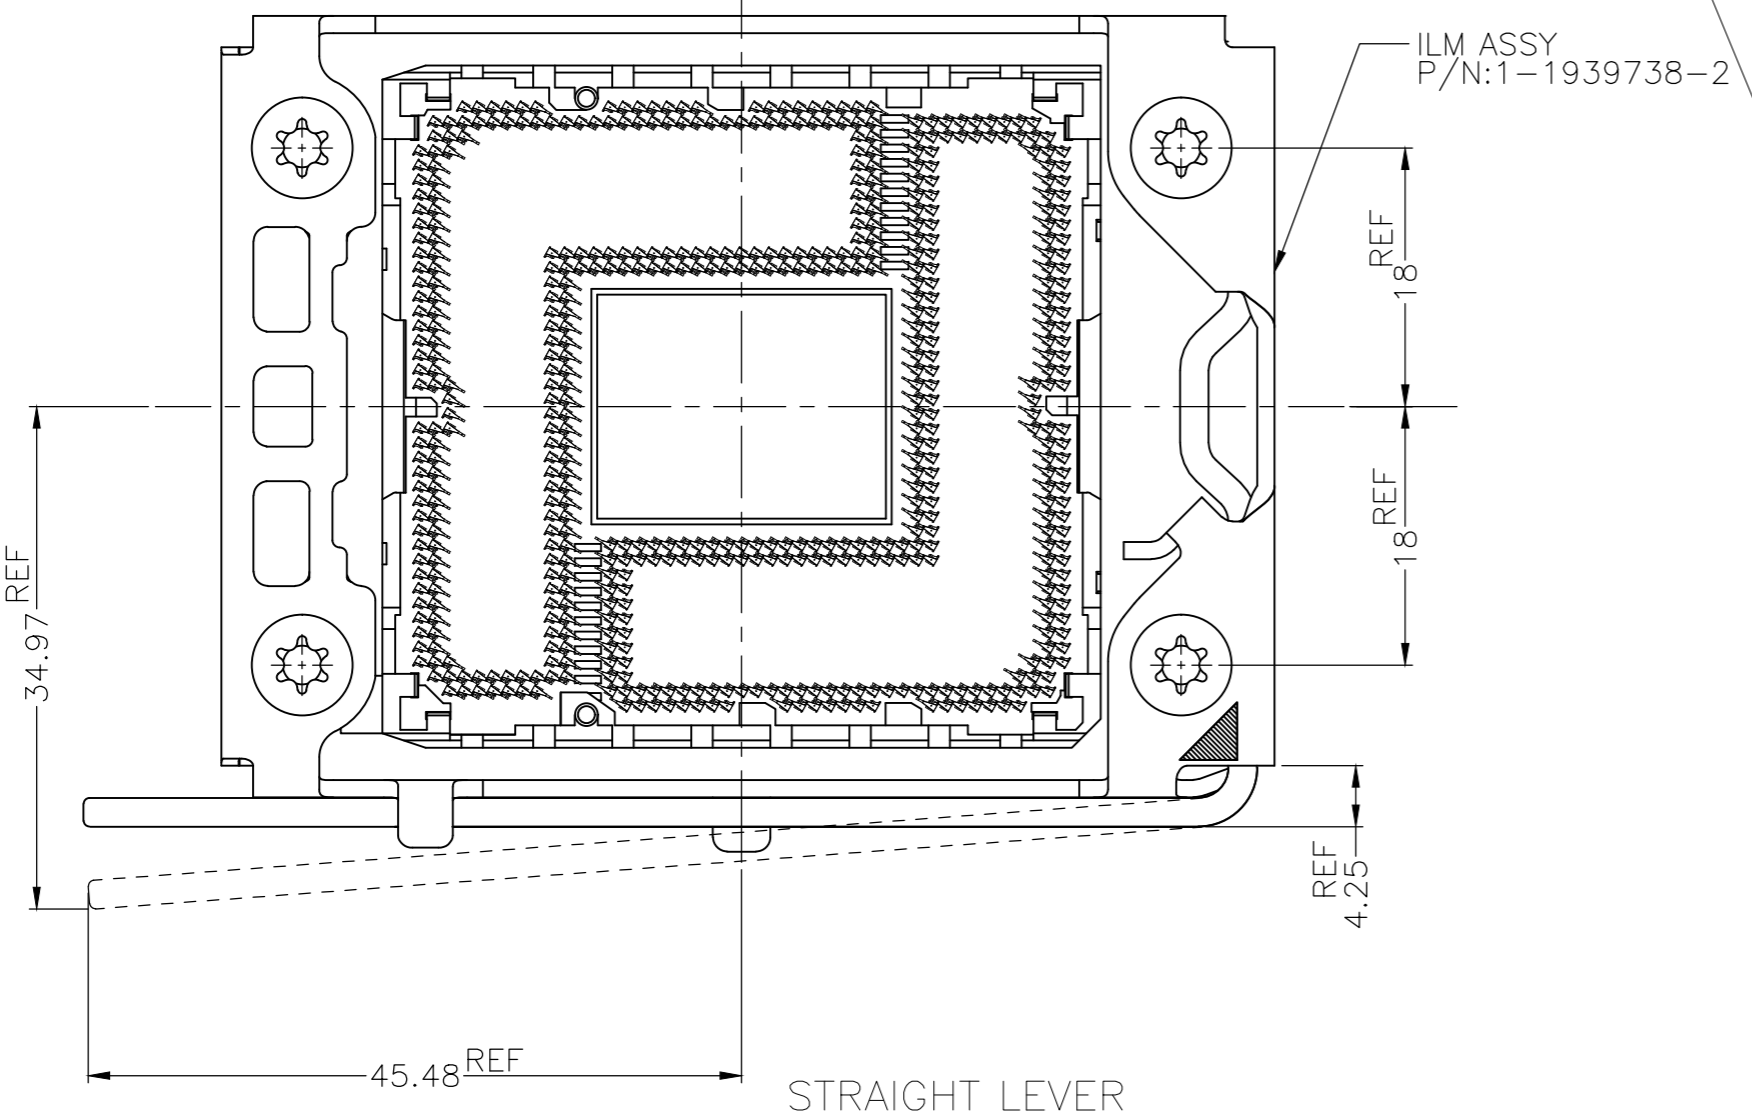 ILM ASSY
P/N:1-1939738-2
18 REF
18 REF
34.97 REF
4.25 REF
45.48 REF
STRAIGHT LEVER